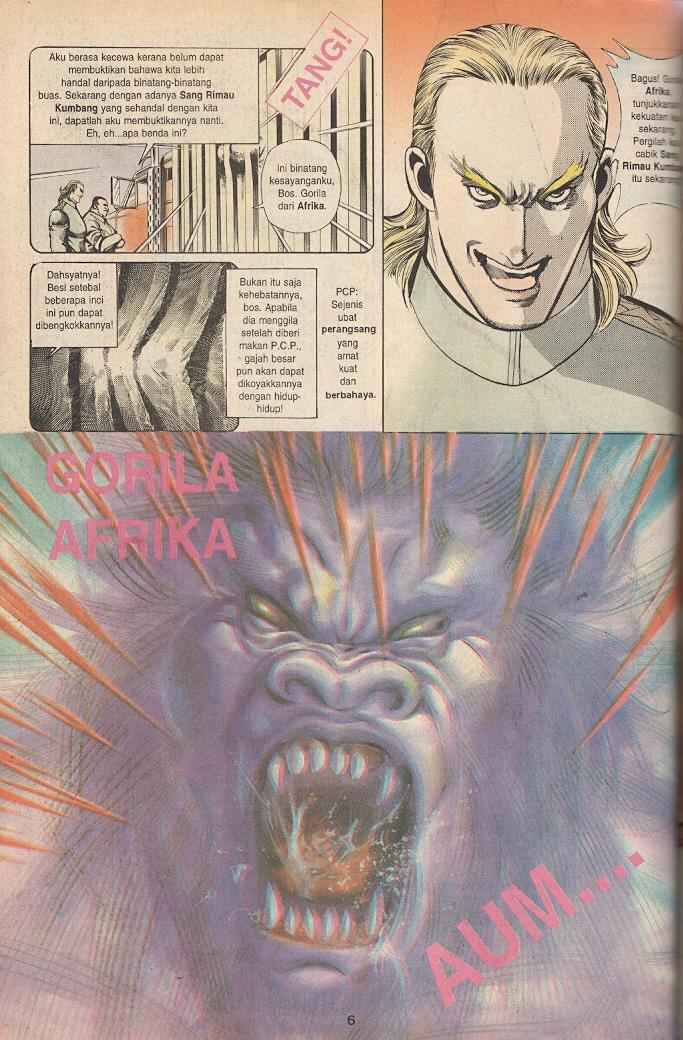 Aku berasa kecewa kerana belum dapat
membuktikan bahawa kita lebih
handal daripada binatang-binatang
buas. Sekarang dengan adanya Sang Rimau
Kumbang yang sehandal dengan kita
ini, dapatlah aku membuktikannya nanti.
Eh, eh...apa benda ini?
TANG!
Ini binatang
kesayanganku,
Bos. Gorila
dari Afrika.
Bagus!
Afrika
tunjukkan
kekuatan
sekarang
Pergilah
cabik
Rimau
itu
Dahsyatnya!
Besi setebal
beberapa inci
ini pun dapat
dibengkokkannya!
Bukan itu saja
kehebatannya,
bos. Apabila
dia menggila
setelah diberi
makan P.C.P.,
gajah besar
pun akan dapat
dikoyakkannya
dengan hidup-
hidup!
PCP:
Sejenis
ubat
perangsang
yang
amat
kuat
dan
berbahaya.
GORILA
AFRIKA
AUM....
6